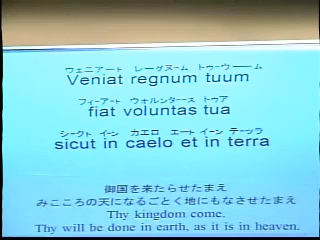 ヴェニアート レーグヌーム トゥーウーーム
Veniat regnum tuum
フィーアート ウォルンターース トゥア
fiat voluntas tua
シークト イーン カエロ エート イーン テーッラ
sicut in caelo et in terra
御国を来たらせたまえ
みこころの天になるごとく地にもなさせたまえ
Thy kingdom come.
Thy will be done in earth, as it is in heaven.